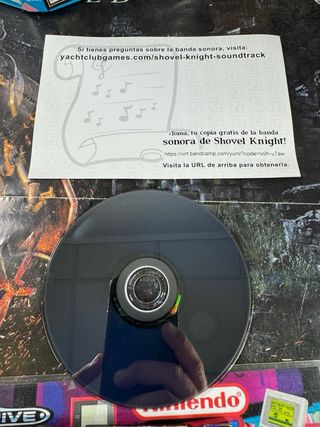 Si tienes preguntas sobre la banda sonora, visita:
yachtclubgames.com/shovel-knight-soundtrack
¡Toma, tu copia gratis de la banda
sonora de Shovel Knight!
Visita la URL de arriba para obtenerla.
Nintendo